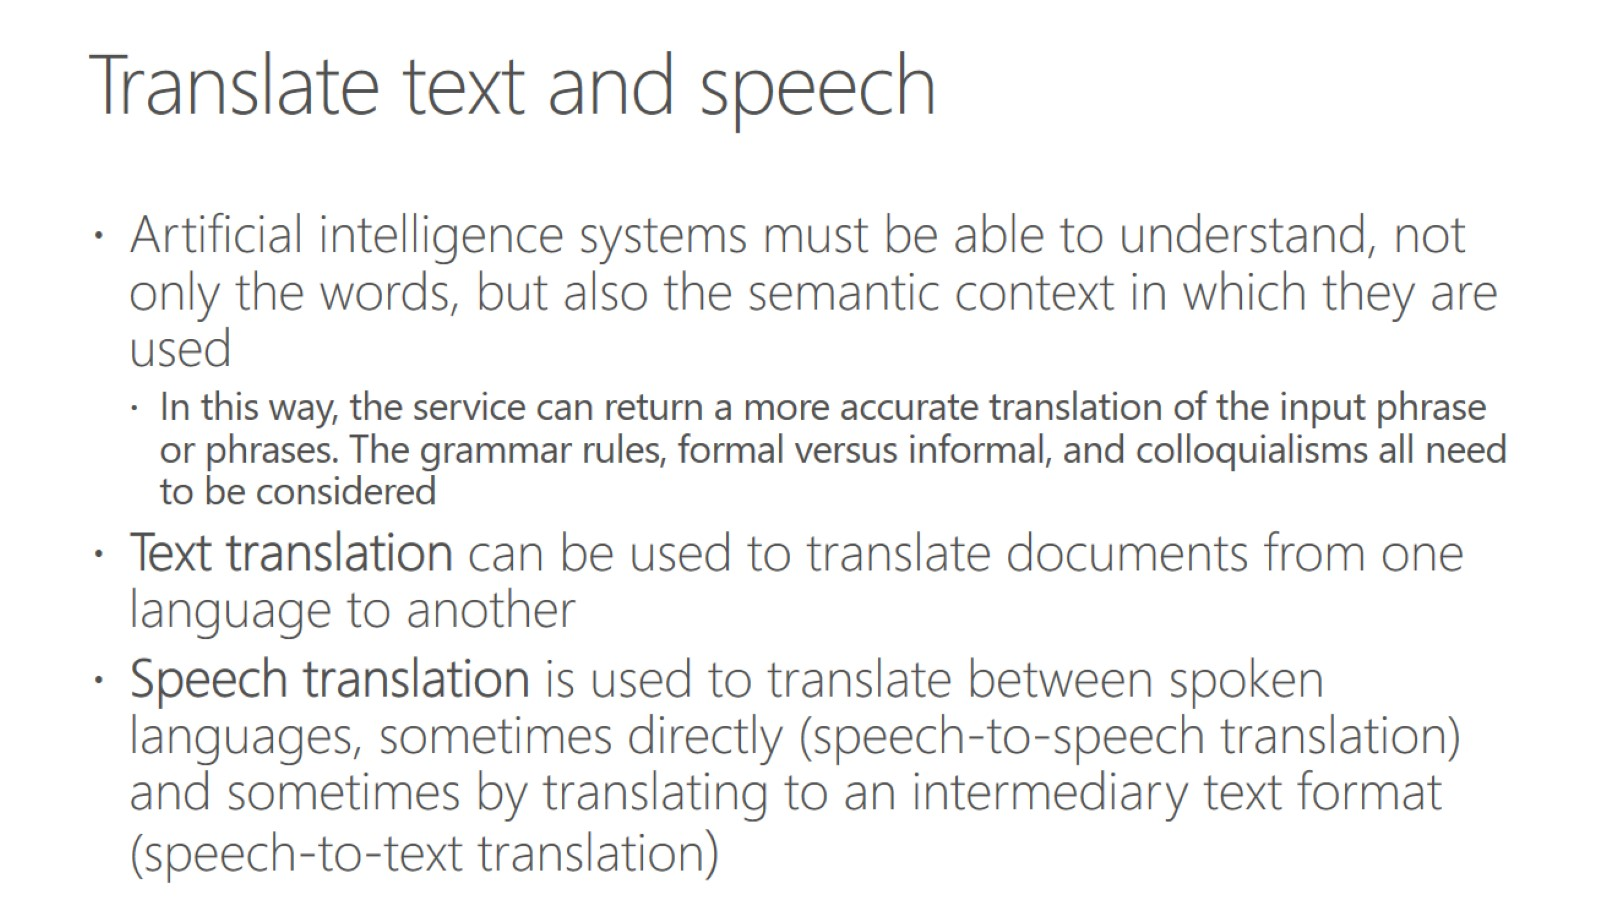 Translate text and speech
• Artificial intelligence systems must be able to understand, not
only the words, but also the semantic context in which they are
used
• In this way, the service can return a more accurate translation of the input phrase
or phrases. The grammar rules, formal versus informal, and colloquialisms all need
to be considered
• Text translation can be used to translate documents from one
language to another
• Speech translation is used to translate between spoken
languages, sometimes directly (speech-to-speech translation)
and sometimes by translating to an intermediary text format
(speech-to-text translation)